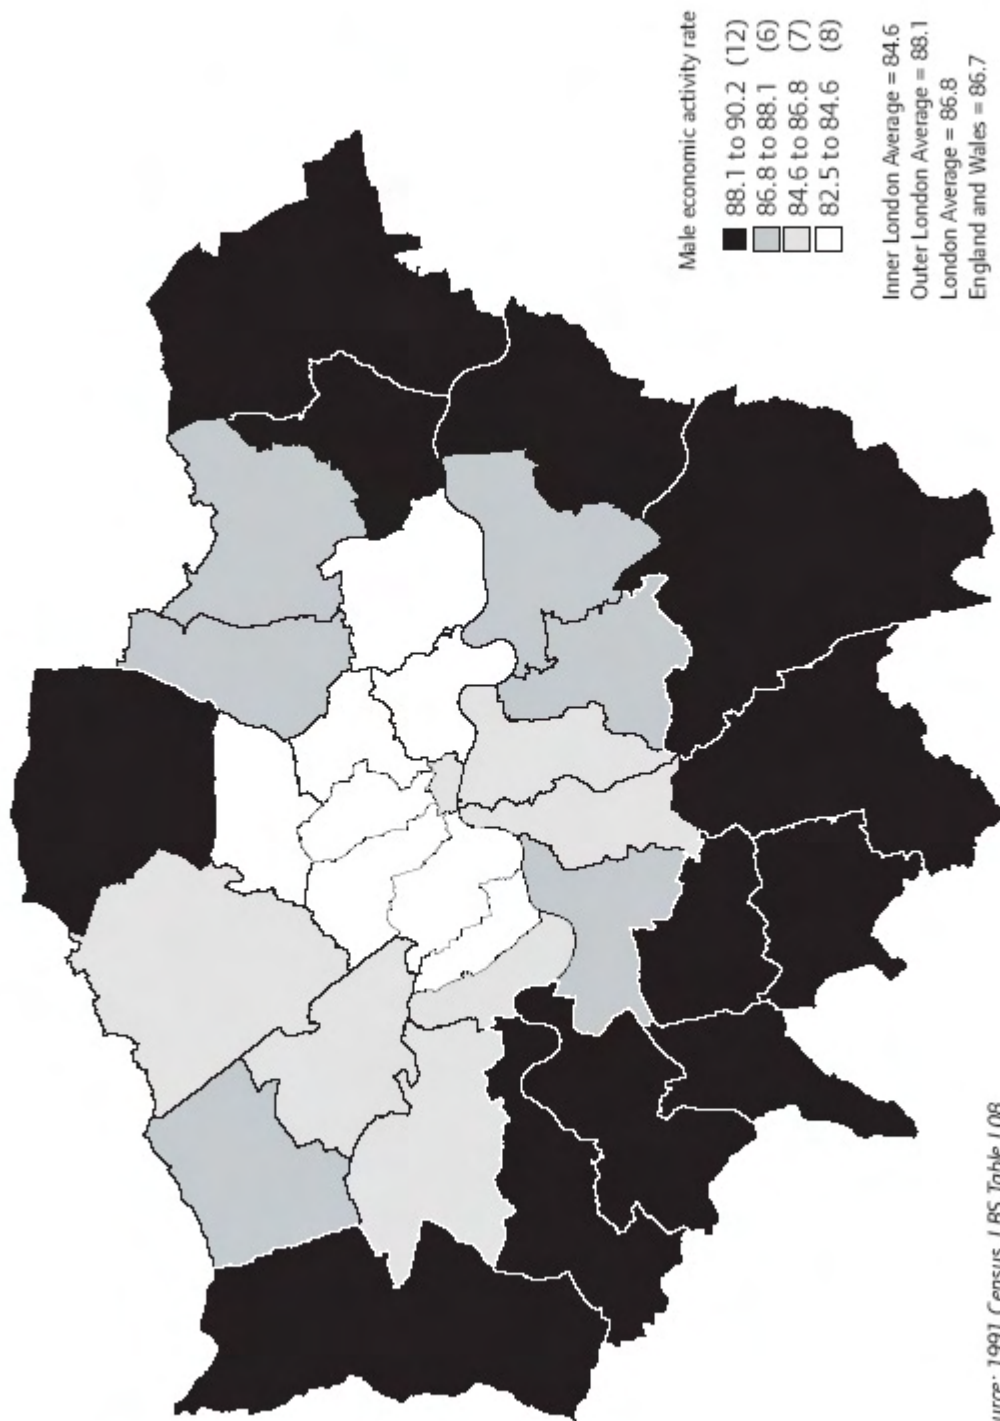 Male economic activity rate
88.1 to 90.2 (12)
86.8 to 88.1 (6)
84.6 to 86.8 (7)
82.5 to 84.6 (8)
Inner London Average = 84.6
Outer London Average = 88.1
London Average = 86.8
England and Wales = 86.7
1991 Census, LBS Table L08